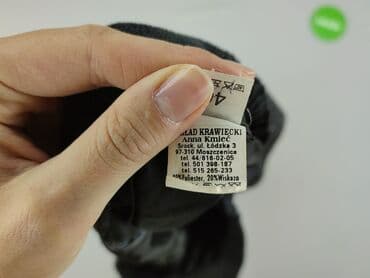 ŁAD KRAWIECKI
Anna Kmieć
Srock, ul. Łódzka 3
97-310 Moszczenica
tel. 44/616-02-05
tel. 501 398-187
tel. 515 265-233
Poliester, 20% Wiskoza